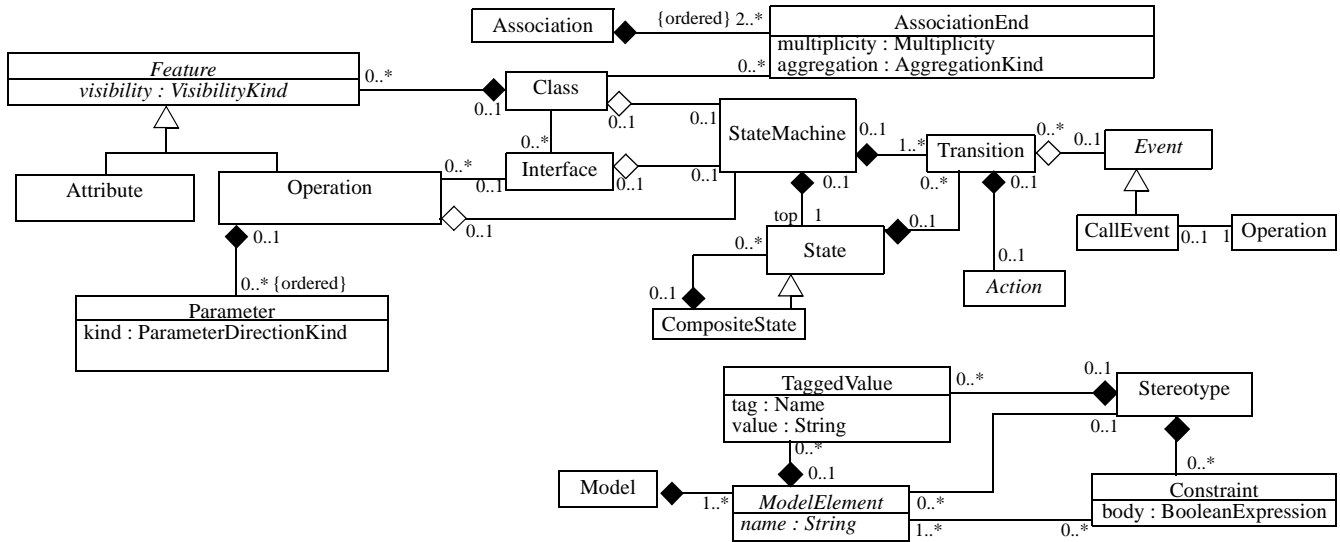 Association
{ordered} 2..*
AssociationEnd
multiplicity : Multiplicity
aggregation : AggregationKind
Feature
visibility : VisibilityKind
0..*
0..1
Class
0..*
0..1
0..1
StateMachine
0..1
1..*
Transition
0..*
0..1
Event
0..*
Interface
0..1
0..1
0..*
0..1
Attribute
Operation
0..1
0..1
0..*
0..1
0..1
top
1
CallEvent
0..1
1
Operation
0..1
0..* {ordered}
0..*
State
0..1
0..1
Action
Parameter
kind : ParameterDirectionKind
0..1
CompositeState
TaggedValue
tag : Name
value : String
0..*
0..1
Stereotype
0..1
0..*
0..1
0..*
Model
1..*
ModelElement
name : String
0..*
1..*
0..*
Constraint
body : BooleanExpression